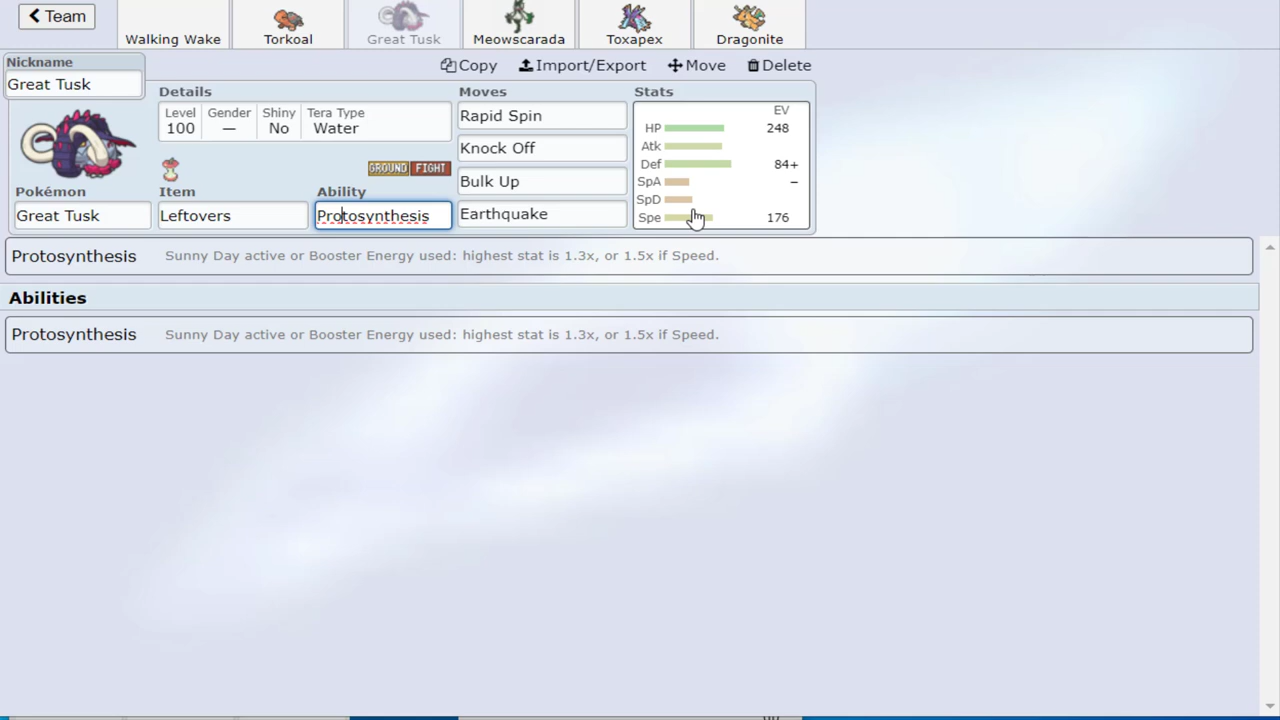 Team
Walking Wake
Torkoal
Great Tusk
Meowscarada
Toxapex
Dragonite
Nickname
Great Tusk
Copy
Import/Export
Move
Delete
Details
Moves
Stats
Level
100
Gender
—
Shiny
No
Tera Type
Water
GROUND FIGHT
Pokémon
Great Tusk
Item
Leftovers
Ability
Protosynthesis
Rapid Spin
Knock Off
Bulk Up
Earthquake
EV
HP 248
Atk
Def 84+
SpA –
SpD
Spe 176
Protosynthesis Sunny Day active or Booster Energy used: highest stat is 1.3x, or 1.5x if Speed.
Abilities
Protosynthesis Sunny Day active or Booster Energy used: highest stat is 1.3x, or 1.5x if Speed.